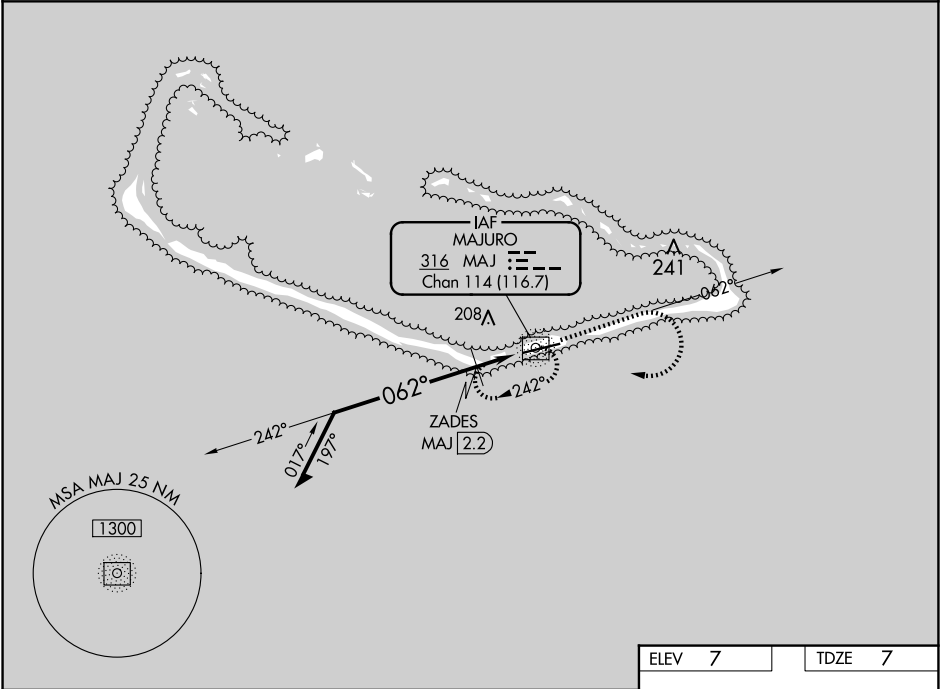 IAF
MAJURO
316 MAJ
Chan 114 (116.7)
241
062°
208
062°
242°
ZADES
MAJ 2.2
242°
017°
197°
MSA MAJ 25 NM
1300
ELEV 7
TDZE 7